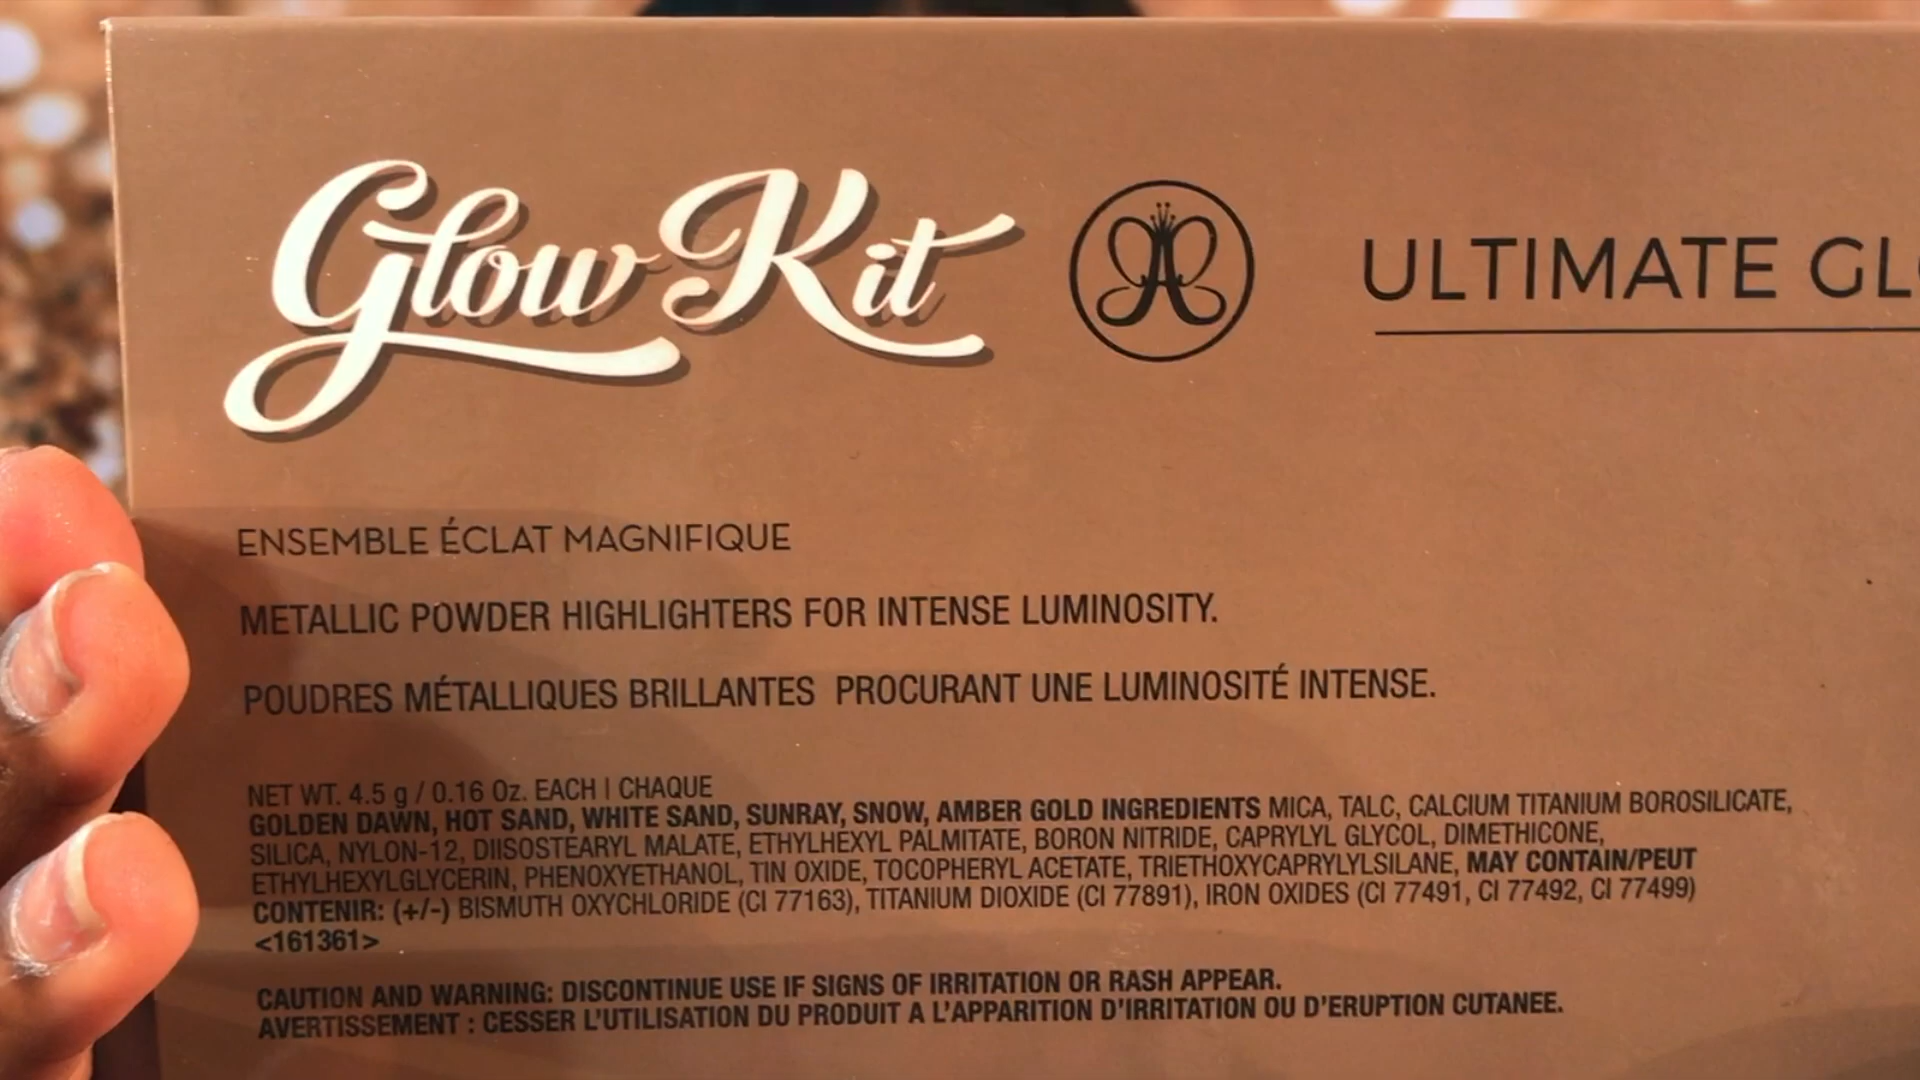 Glow Kit
ULTIMATE
ENSEMBLE ÉCLAT MAGNIFIQUE
METALLIC POWDER HIGHLIGHTERS FOR INTENSE LUMINOSITY.
POUDRES MÉTALLIQUES BRILLANTES PROCURANT UNE LUMINOSITÉ INTENSE.
NET WT. 4.5 g / 0.16 Oz. EACH | CHAQUE
GOLDEN DAWN, HOT SAND, WHITE SAND, SUNRAY, SNOW, AMBER GOLD INGREDIENTS MICA, TALC, CALCIUM TITANIUM BOROSILICATE,
SILICA, NYLON-12, DIISOSTEARYL MALATE, ETHYLHEXYL PALMITATE, BORON NITRIDE, CAPRYLYL GLYCOL, DIMETHICONE,
ETHYLHEXYLGLYCERIN, PHENOXYETHANOL, TIN OXIDE, TOCOPHERYL ACETATE, TRIETHOXYCAPRYLYLSILANE, MAY CONTAIN/PEUT
CONTENIR: (+/-) BISMUTH OXYCHLORIDE (CI 77163), TITANIUM DIOXIDE (CI 77891), IRON OXIDES (CI 77491, CI 77492, CI 77499)
<161361>
CAUTION AND WARNING: DISCONTINUE USE IF SIGNS OF IRRITATION OR RASH APPEAR.
AVERTISSEMENT : CESSER L'UTILISATION DU PRODUIT A L'APPARITION D'IRRITATION OU D'ERUPTION CUTANEE.